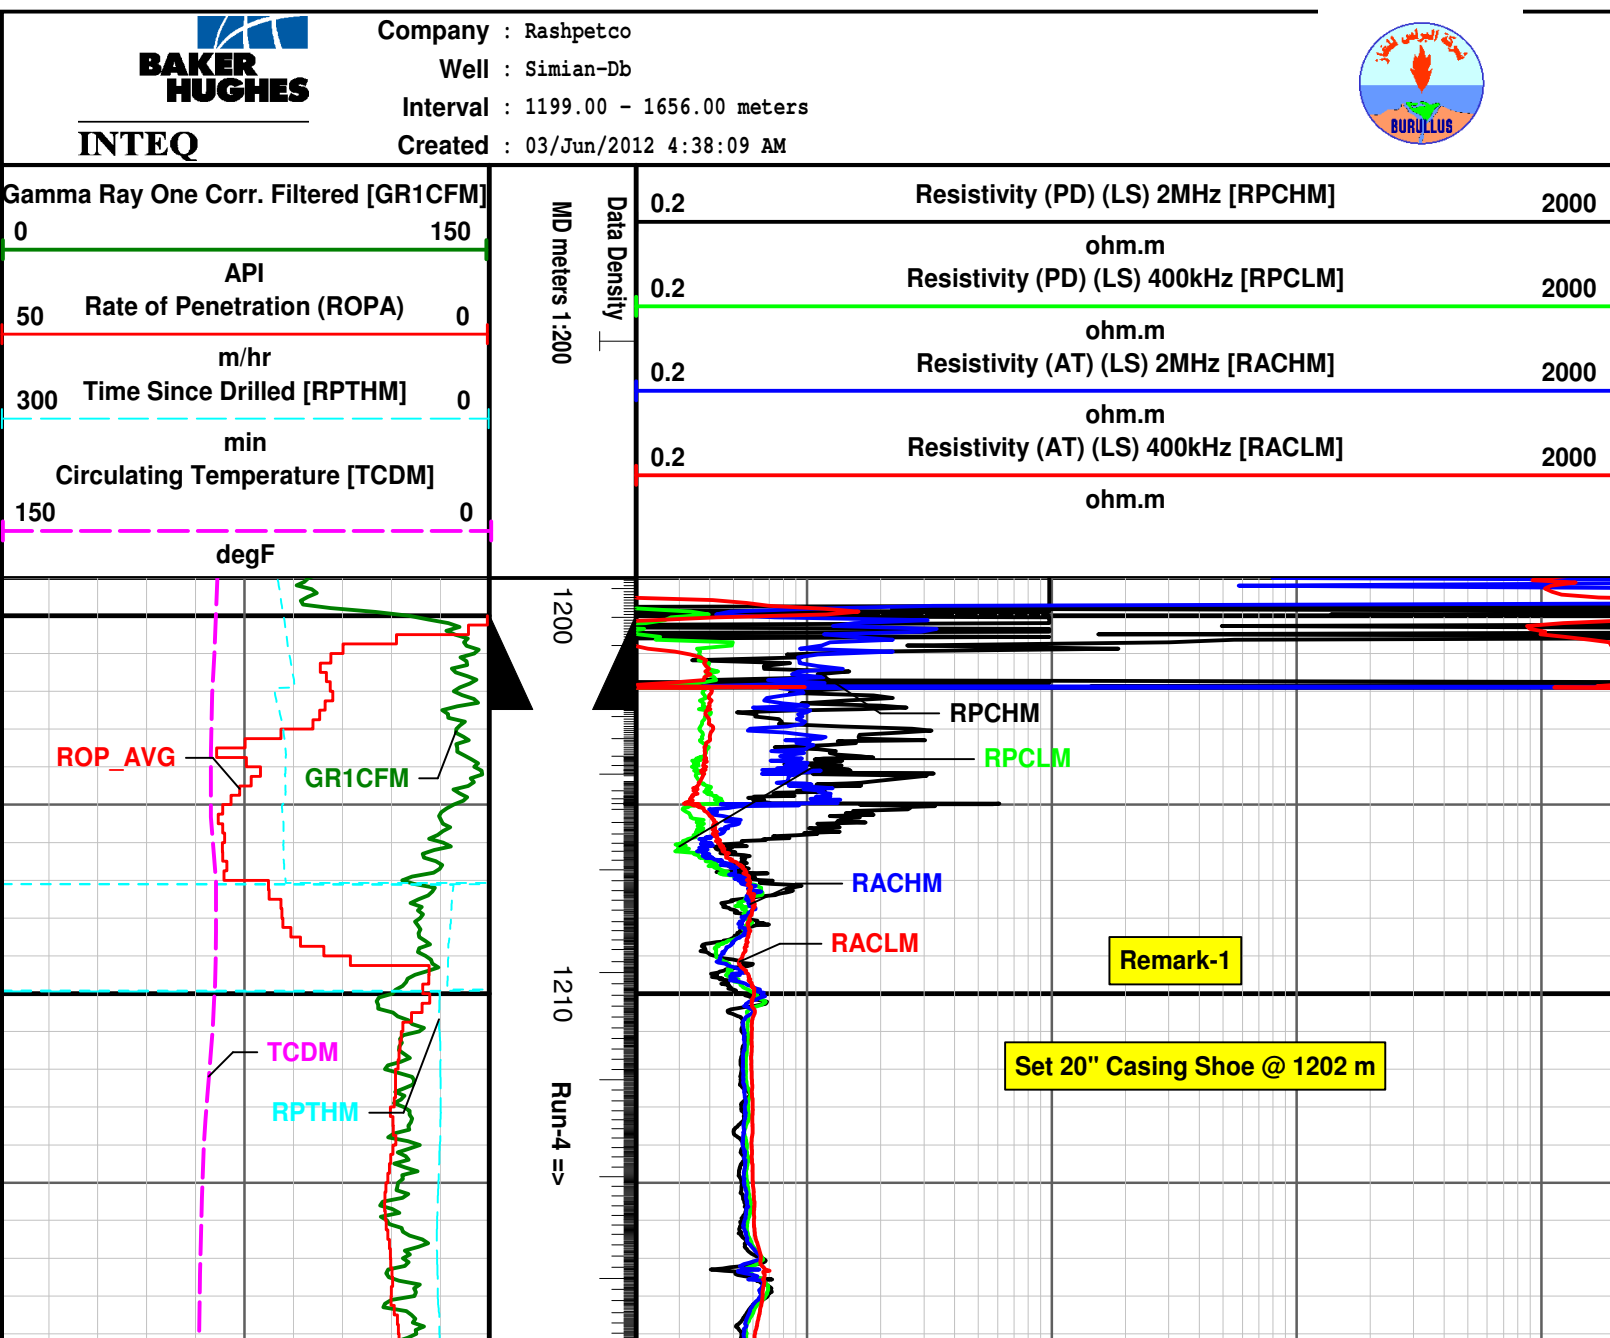 BAKER
HUGHES
INTEQ
Company : Rashpetco
Well : Simian-Db
Interval : 1199.00 - 1656.00 meters
Created : 03/Jun/2012 4:38:09 AM
شركة البرلس للغاز
BURULLUS
Gamma Ray One Corr. Filtered [GR1CFM]
0 150
API
Rate of Penetration (ROPA)
50 0
m/hr
Time Since Drilled [RPTHM]
300 0
min
Circulating Temperature [TCDM]
150 0
degF
MD meters 1:200
Data Density
Resistivity (PD) (LS) 2MHz [RPCHM]
0.2 2000
ohm.m
Resistivity (PD) (LS) 400kHz [RPCLM]
0.2 2000
ohm.m
Resistivity (AT) (LS) 2MHz [RACHM]
0.2 2000
ohm.m
Resistivity (AT) (LS) 400kHz [RACLM]
0.2 2000
ohm.m
ROP_AVG
GR1CFM
TCDM
RPTHM
1200
1210
Run-4 =>
RPCHM
RPCLM
RACHM
RACLM
Remark-1
Set 20" Casing Shoe @ 1202 m